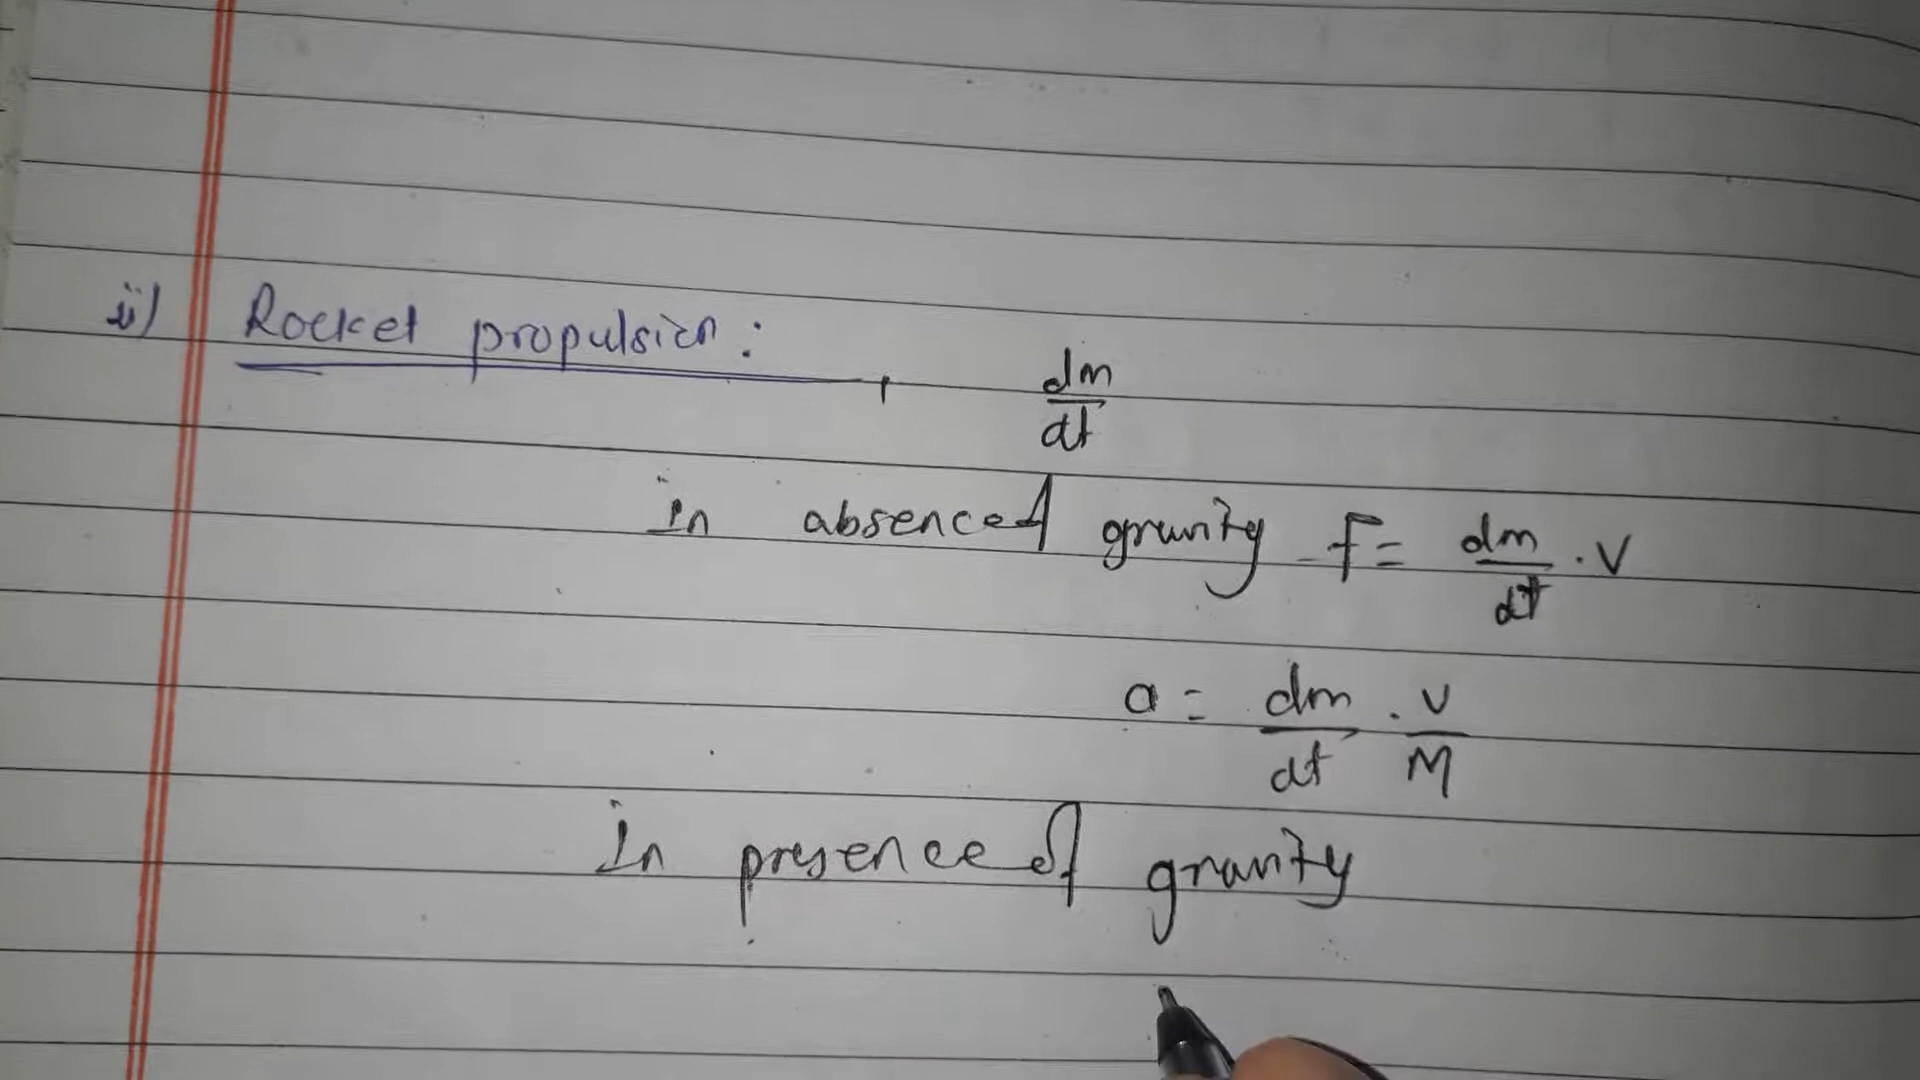 ii) Rocket propulsion:
dm/dt
In absence of gravity F = dm/dt . v
a = dm/dt . v/M
In presence of gravity